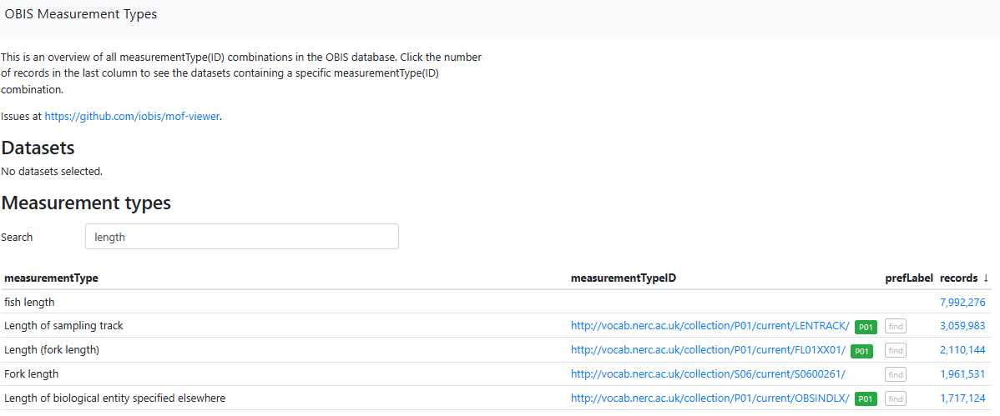 OBIS Measurement Types
This is an overview of all measurementType(ID) combinations in the OBIS database. Click the number
of records in the last column to see the datasets containing a specific measurementType(ID)
combination.
Issues at https://github.com/iobis/mof-viewer.
Datasets
No datasets selected.
Measurement types
Search length
measurementType measurementTypeID prefLabel records ↓
fish length 7,992,276
Length of sampling track http://vocab.nerc.ac.uk/collection/P01/current/LENTRACK/ P01 find 3,059,983
Length (fork length) http://vocab.nerc.ac.uk/collection/P01/current/FL01XX01/ P01 find 2,110,144
Fork length http://vocab.nerc.ac.uk/collection/S06/current/S0600261/ find 1,961,531
Length of biological entity specified elsewhere http://vocab.nerc.ac.uk/collection/P01/current/OBSINDLX/ P01 find 1,717,124